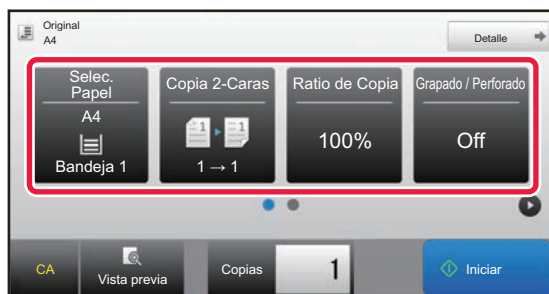 Original
A4
Detalle
Selec.
Papel
A4
Bandeja 1
Copia 2-Caras
1 → 1
Ratio de Copia
100%
Grapado / Perforado
Off
CA
Vista previa
Copias
1
Iniciar